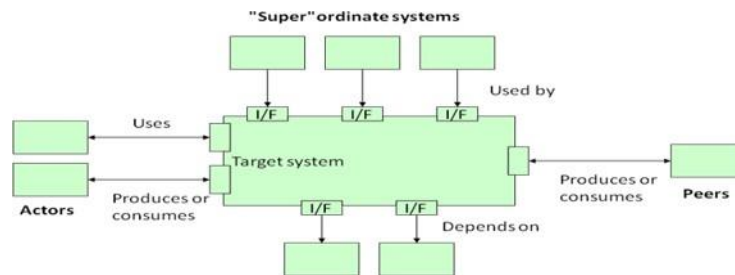 "Super"ordinate systems
Used by
I/F
I/F
I/F
Uses
Target system
Produces or
consumes
Actors
Produces or
consumes
Peers
I/F
I/F
Depends on